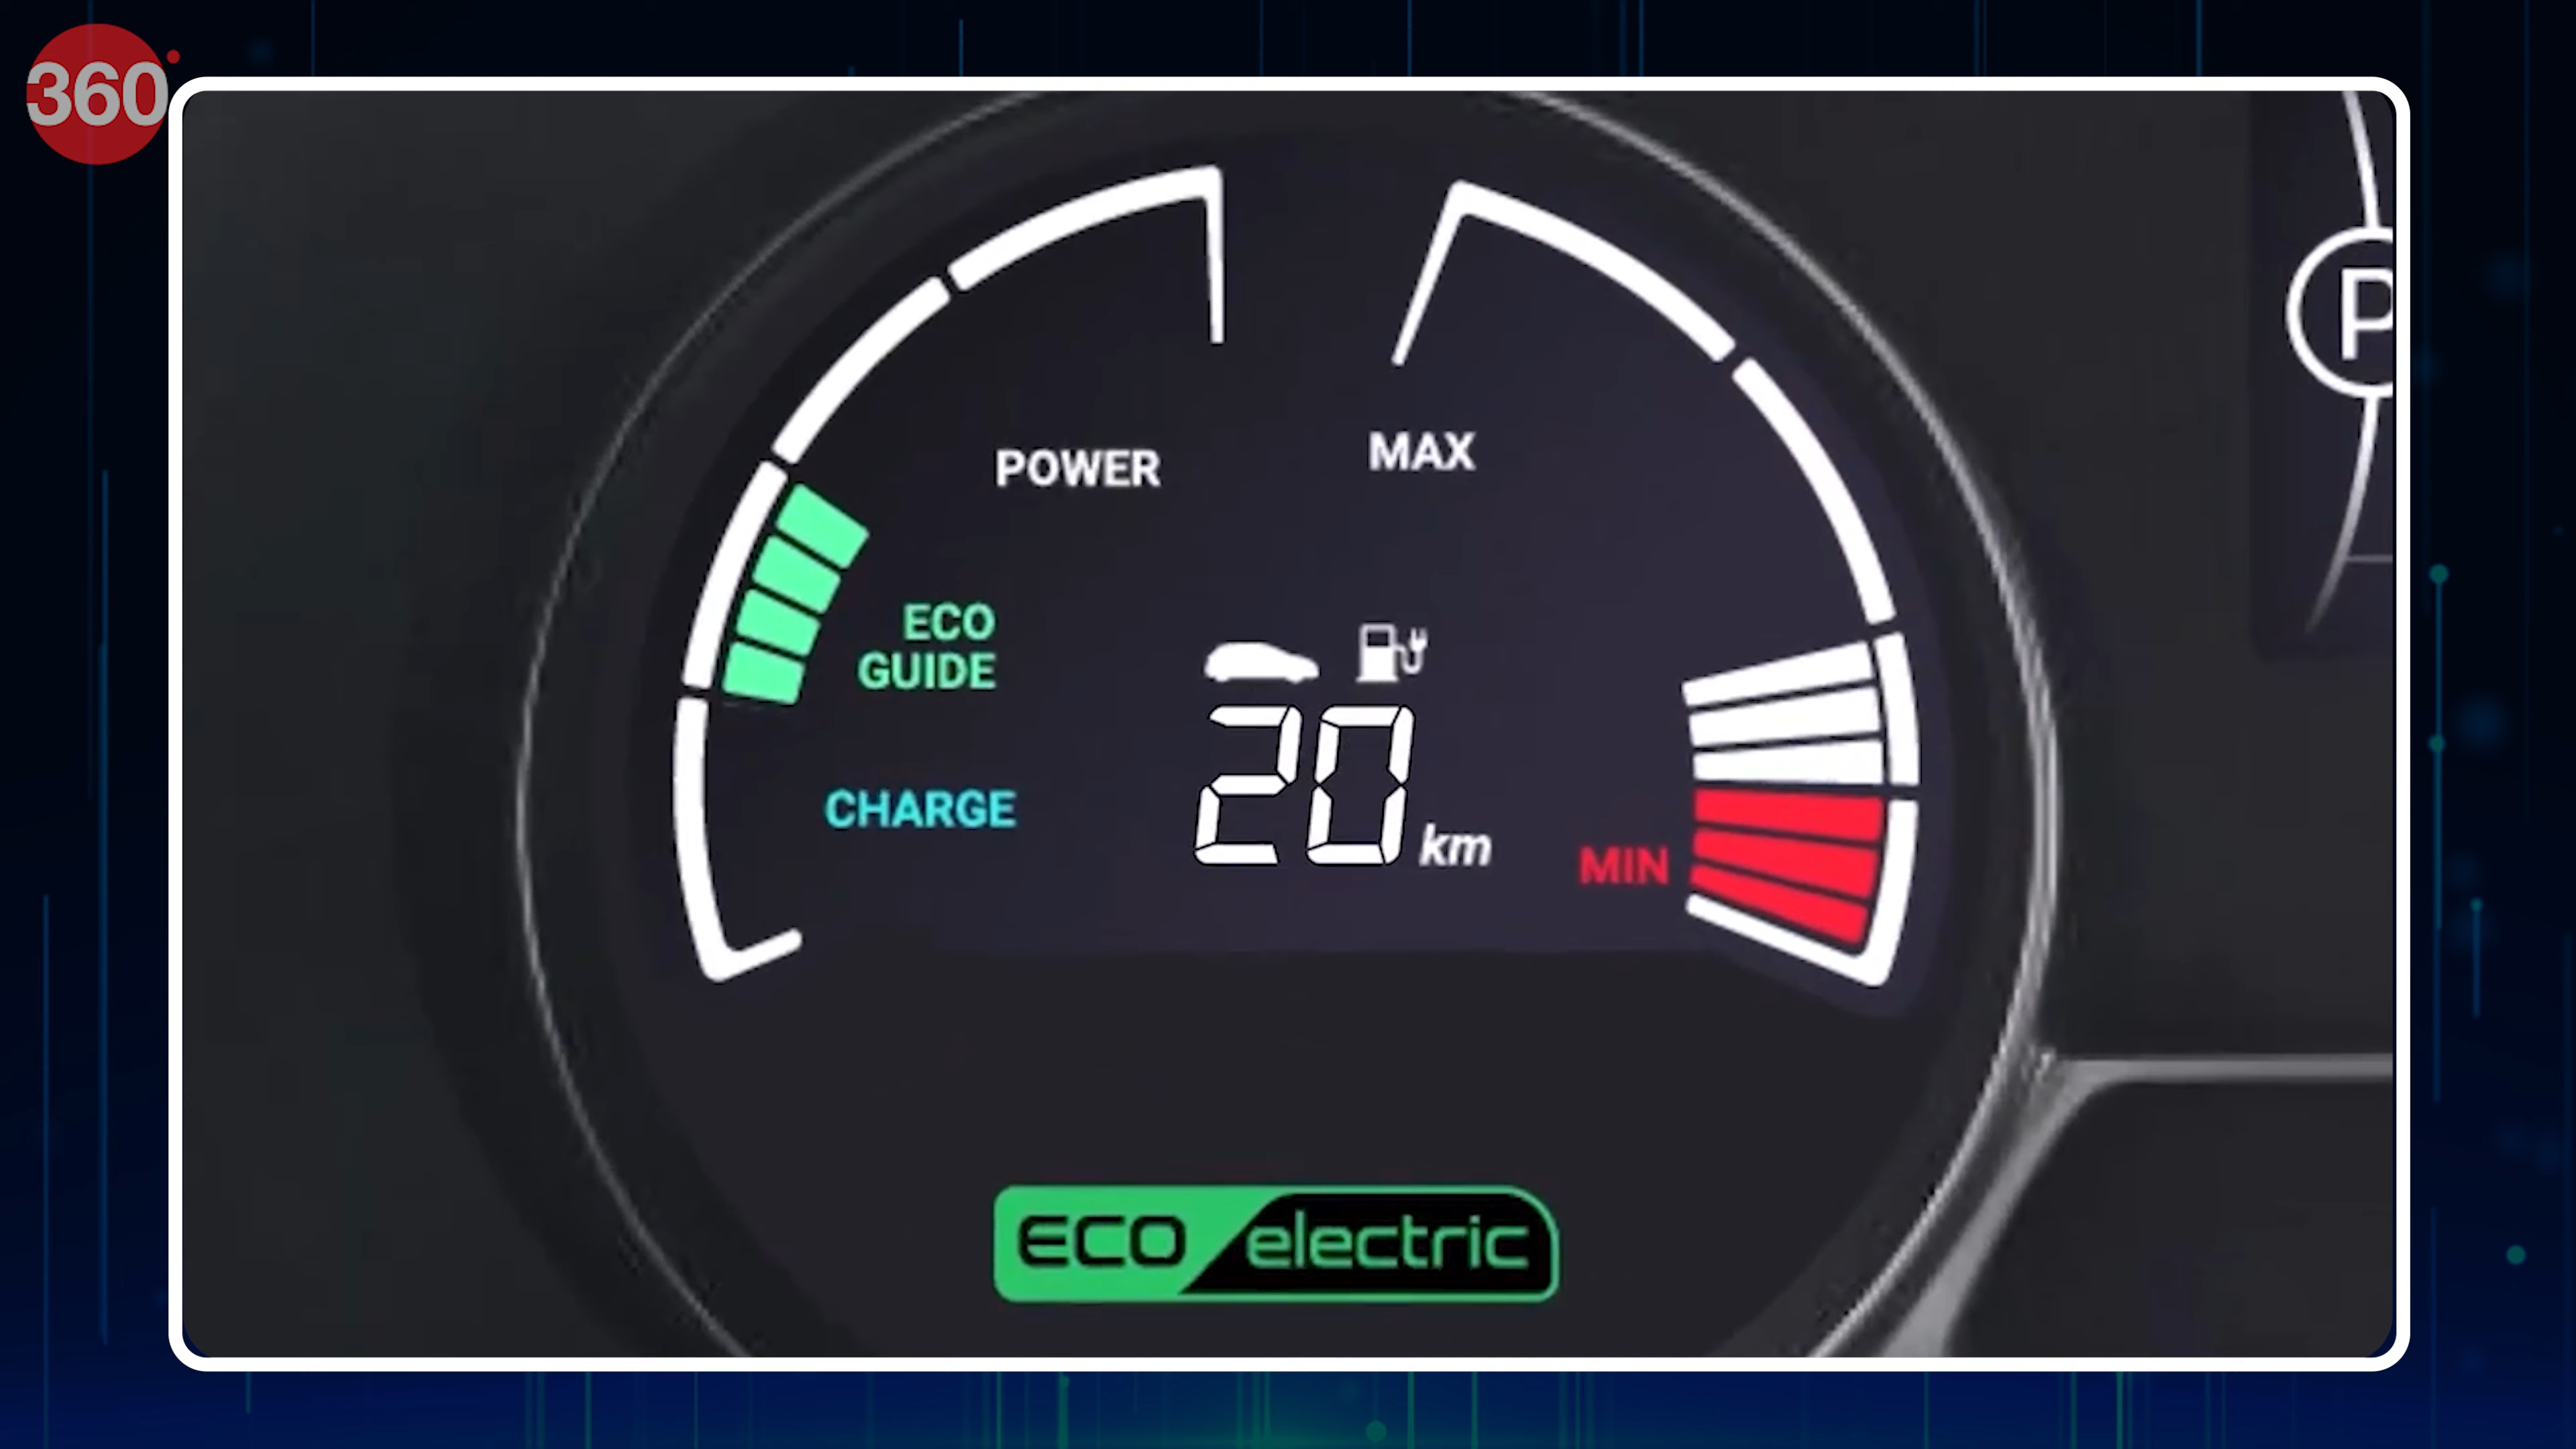 360
P
POWER
MAX
ECO
GUIDE
CHARGE
20 km
MIN
ECO electric